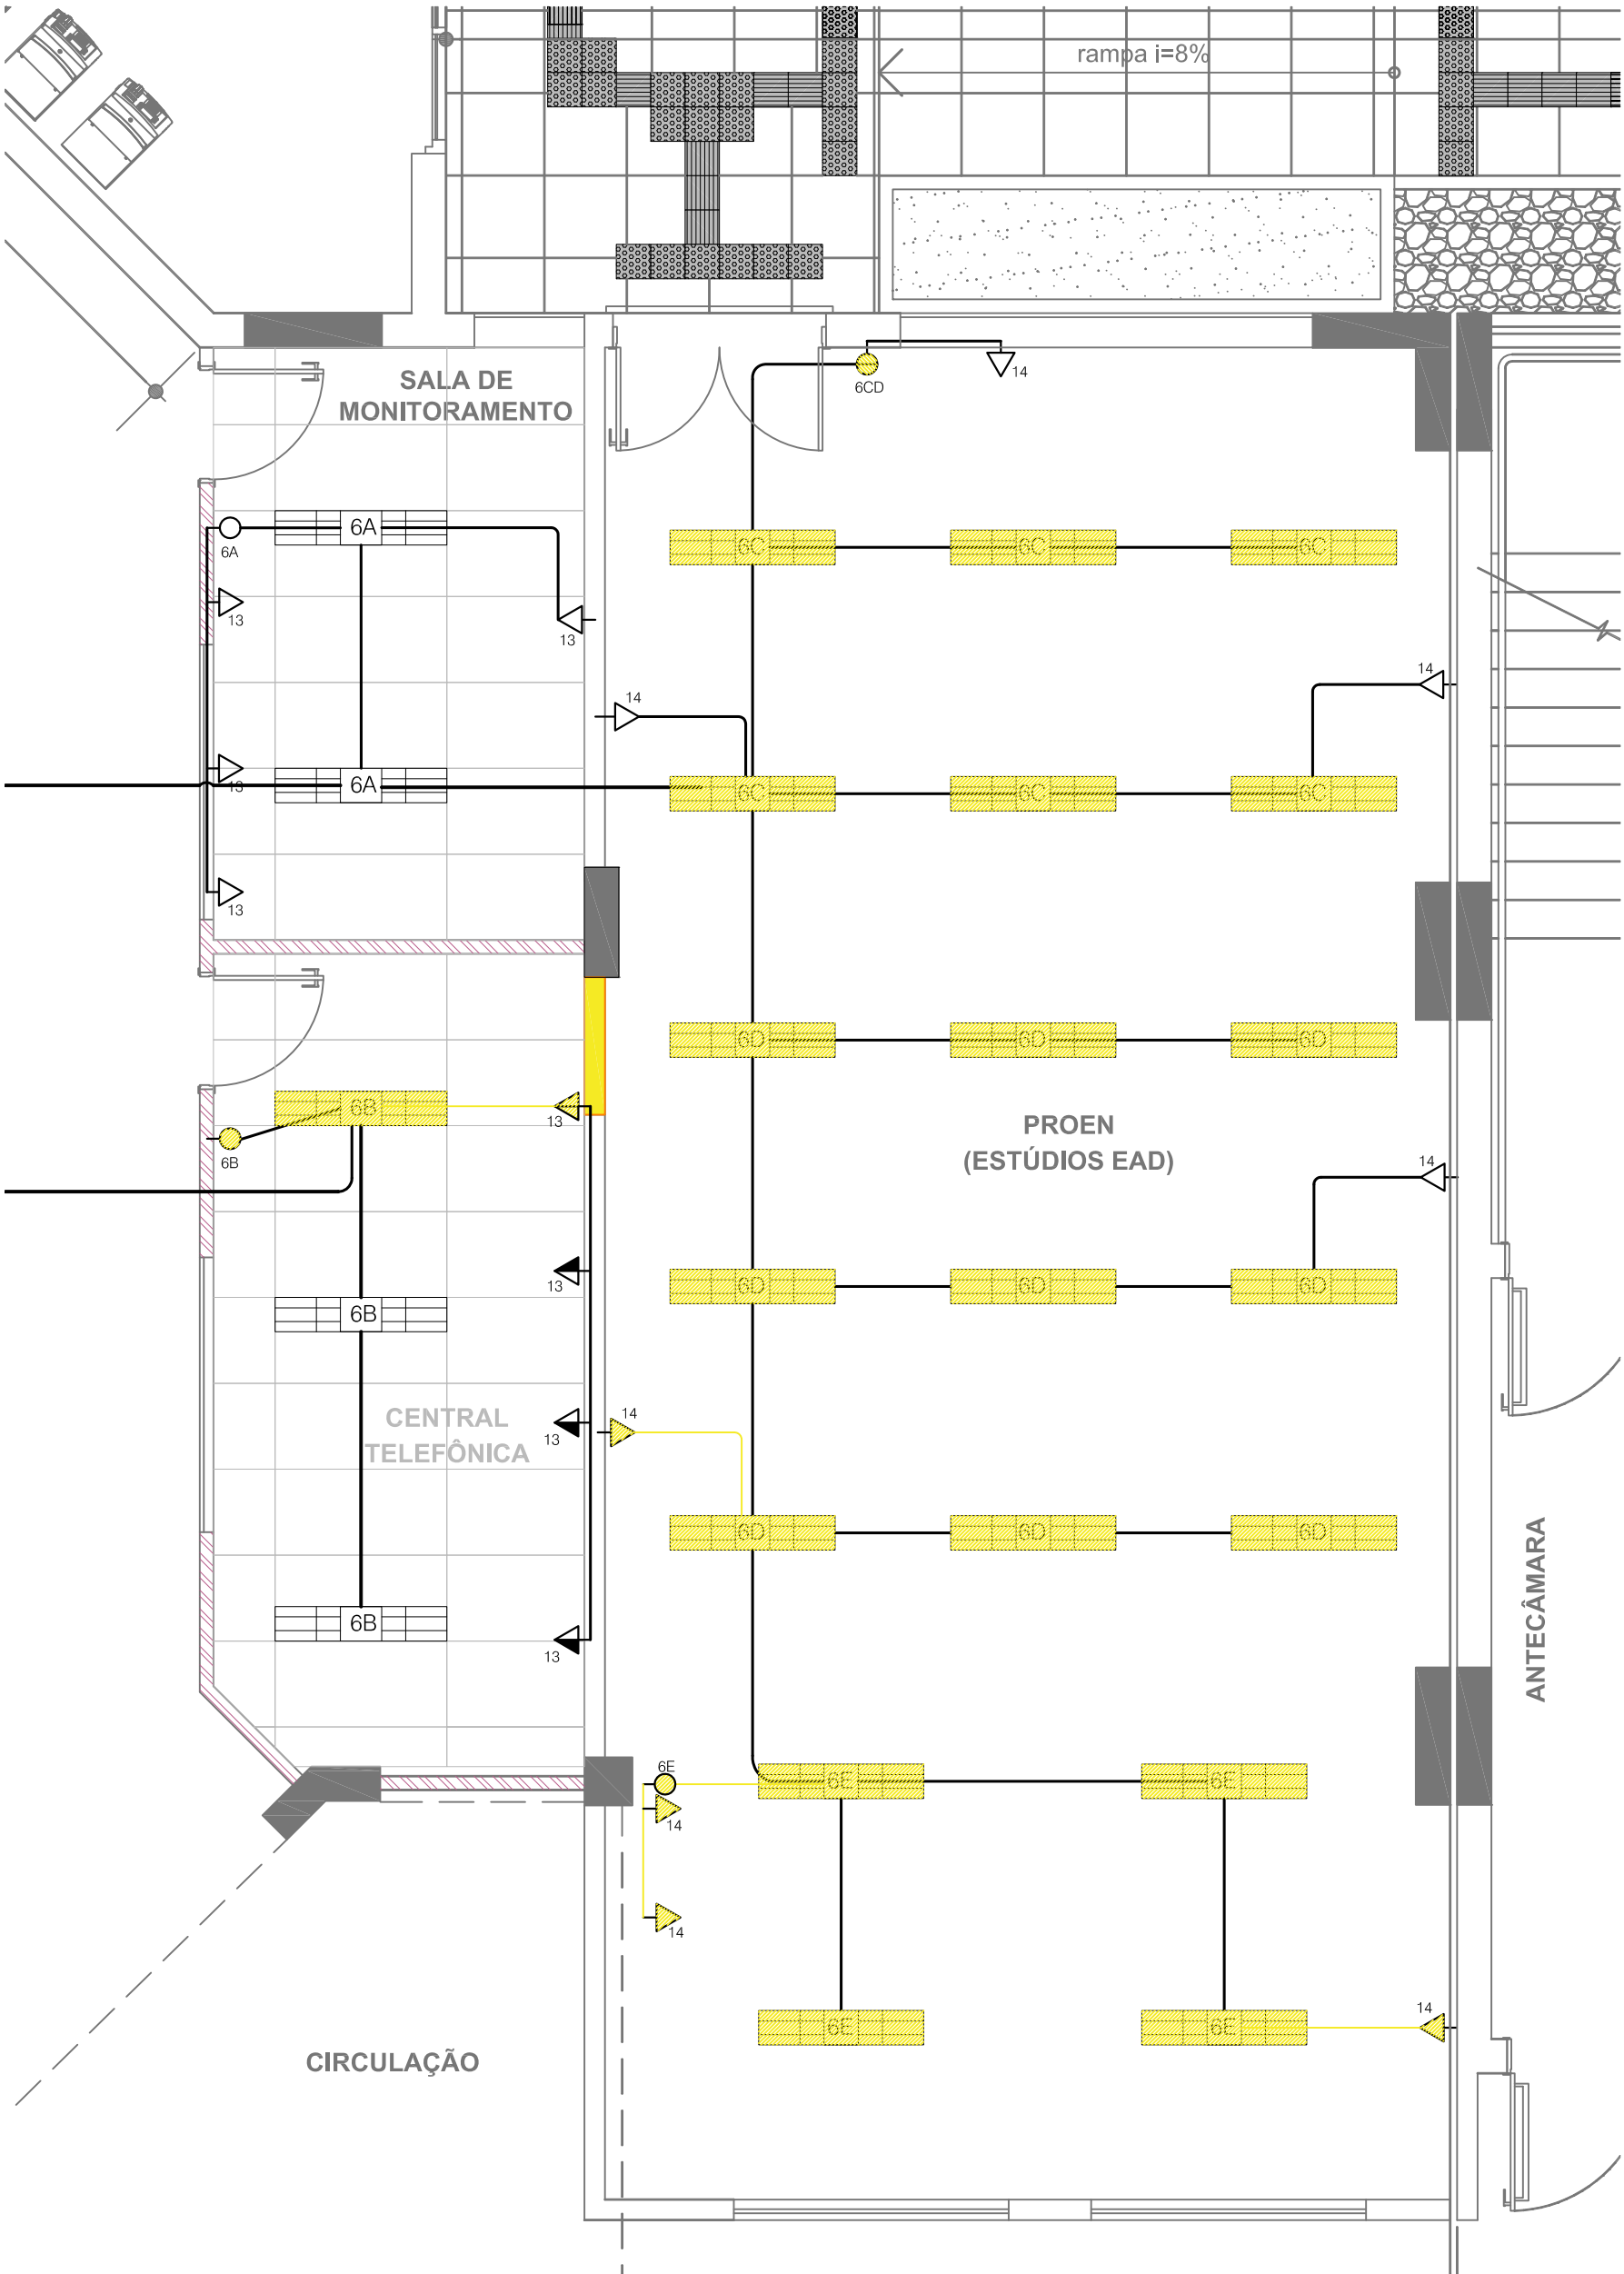 rampa i=8%
SALA DE
MONITORAMENTO
14
6CD
6A
6A
6C
6C
6C
13
13
14
14
6A
13
6C
6C
6C
13
6D
6D
6D
6B
13
PROEN
(ESTÚDIOS EAD)
6B
14
13
6D
6D
6D
6B
CENTRAL
TELEFÔNICA
14
13
6D
6D
6D
ANTECÂMARA
6B
13
6E
6E
6E
14
14
14
6E
6E
CIRCULAÇÃO